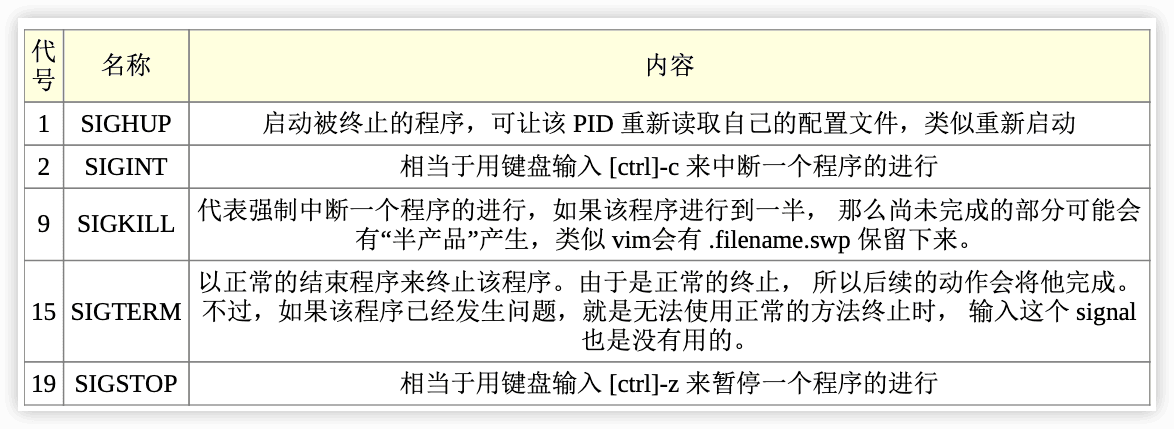 代号 名称 内容
1 SIGHUP 启动被终止的程序，可让该 PID 重新读取自己的配置文件，类似重新启动
2 SIGINT 相当于用键盘输入 [ctrl]-c 来中断一个程序的进行
9 SIGKILL 代表强制中断一个程序的进行，如果该程序进行到一半， 那么尚未完成的部分可能会
有“半产品”产生，类似 vim会有 .filename.swp 保留下来。
15 SIGTERM 以正常的结束程序来终止该程序。由于是正常的终止， 所以后续的动作会将他完成。
不过，如果该程序已经发生问题，就是无法使用正常的方法终止时， 输入这个 signal
也是没有用的。
19 SIGSTOP 相当于用键盘输入 [ctrl]-z 来暂停一个程序的进行